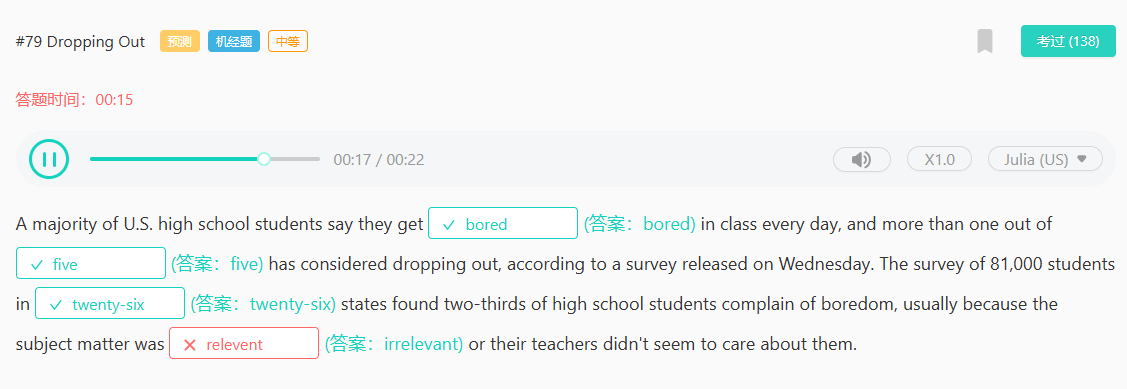 #79 Dropping Out 预测 机经题 中等 考过 (138)
答题时间：00:15
00:17 / 00:22 X1.0 Julia (US)
A majority of U.S. high school students say they get bored (答案：bored) in class every day, and more than one out of
five (答案：five) has considered dropping out, according to a survey released on Wednesday. The survey of 81,000 students
in twenty-six (答案：twenty-six) states found two-thirds of high school students complain of boredom, usually because the
subject matter was relevent (答案：irrelevant) or their teachers didn't seem to care about them.